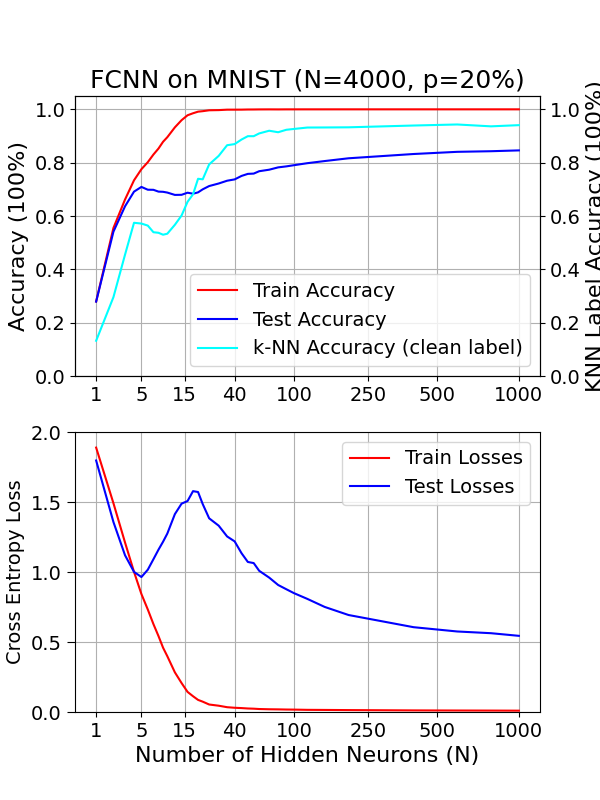 FCNN on MNIST (N=4000, p=20%)
Accuracy (100%)
1.0
0.8
0.6
0.4
0.2
0.0
Train Accuracy
Test Accuracy
k-NN Accuracy (clean label)
1.0
0.8
0.6
0.4
0.2
0.0
KNN Label Accuracy (100%)
1 5 15 40 100 250 500 1000
Cross Entropy Loss
2.0
1.5
1.0
0.5
0.0
Train Losses
Test Losses
1 5 15 40 100 250 500 1000
Number of Hidden Neurons (N)